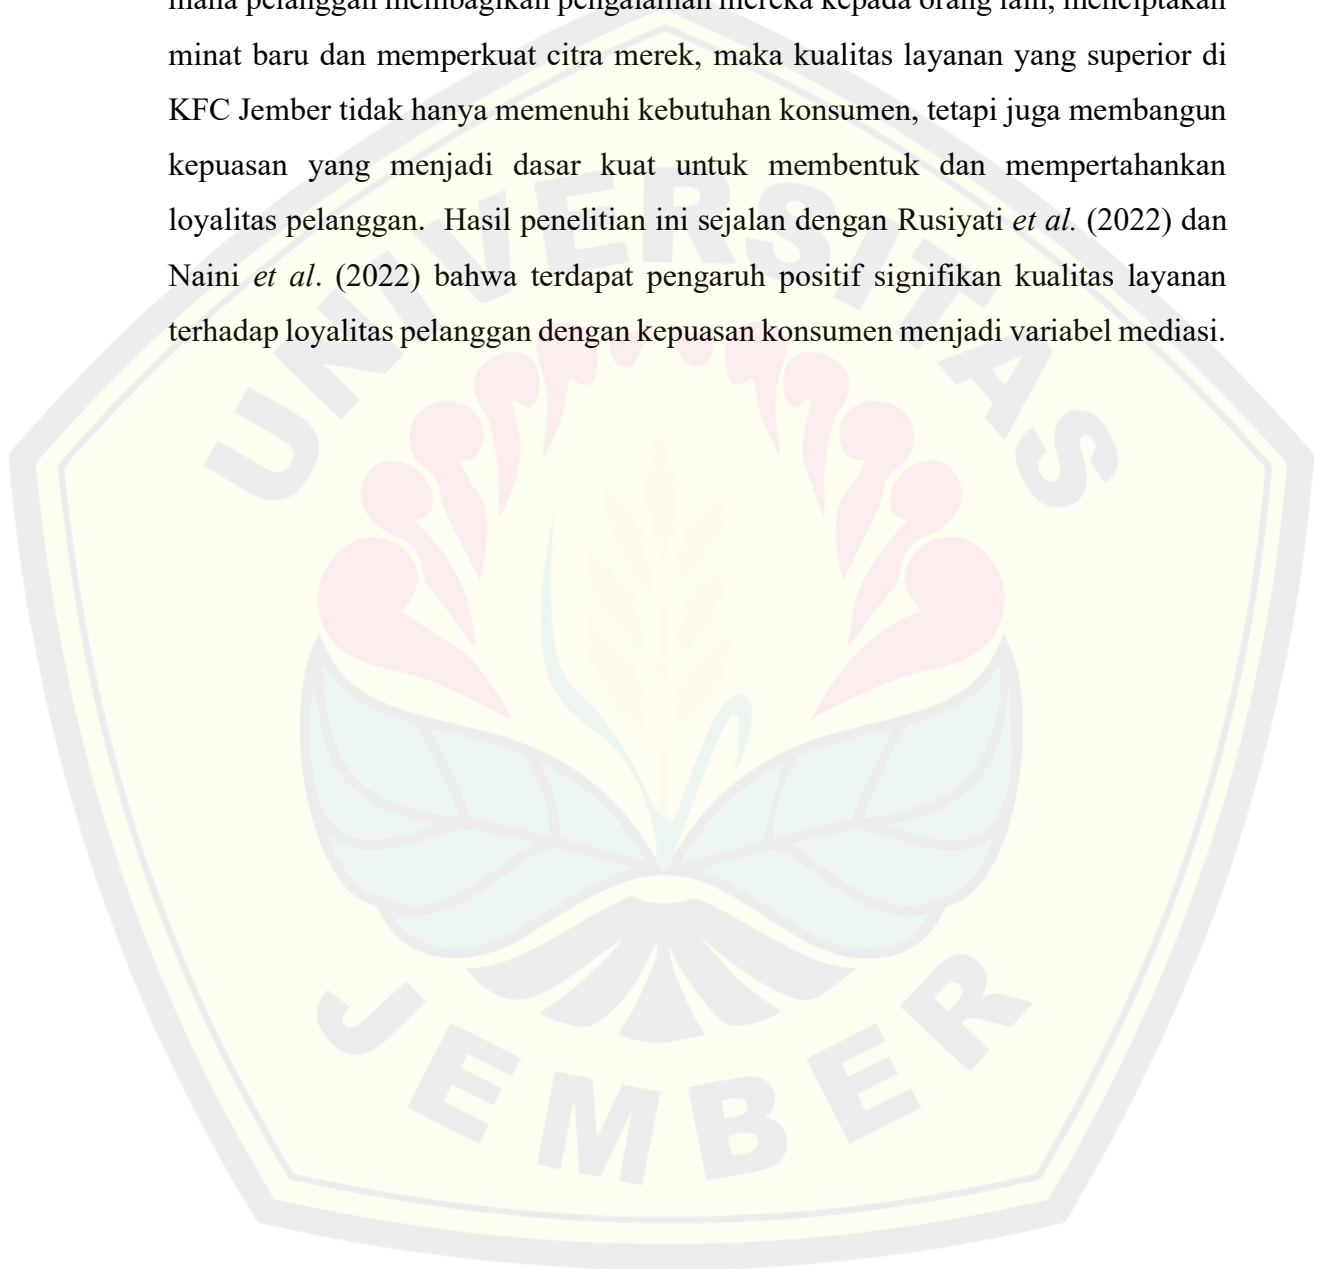 mana pelanggan membagikan pengalaman mereka kepada orang lain, menciptakan
minat baru dan memperkuat citra merek, maka kualitas layanan yang superior di
KFC Jember tidak hanya memenuhi kebutuhan konsumen, tetapi juga membangun
kepuasan yang menjadi dasar kuat untuk membentuk dan mempertahankan
loyalitas pelanggan. Hasil penelitian ini sejalan dengan Rusiyati et al. (2022) dan
Naini et al. (2022) bahwa terdapat pengaruh positif signifikan kualitas layanan
terhadap loyalitas pelanggan dengan kepuasan konsumen menjadi variabel mediasi.
UNIVERSITAS
JEMBER